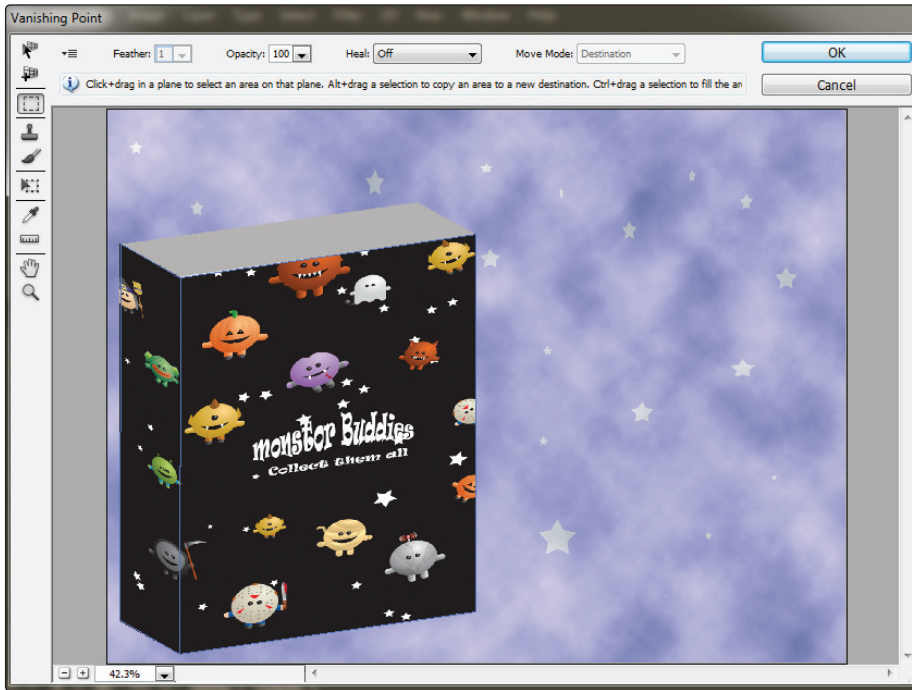 Vanishing Point
Feather: 1 Opacity: 100 Heal: Off Move Mode: Destination OK
Click+drag in a plane to select an area on that plane. Alt+drag a selection to copy an area to a new destination. Ctrl+drag a selection to fill the ar
Cancel
monstor Buddies
Collect them all
42.3%